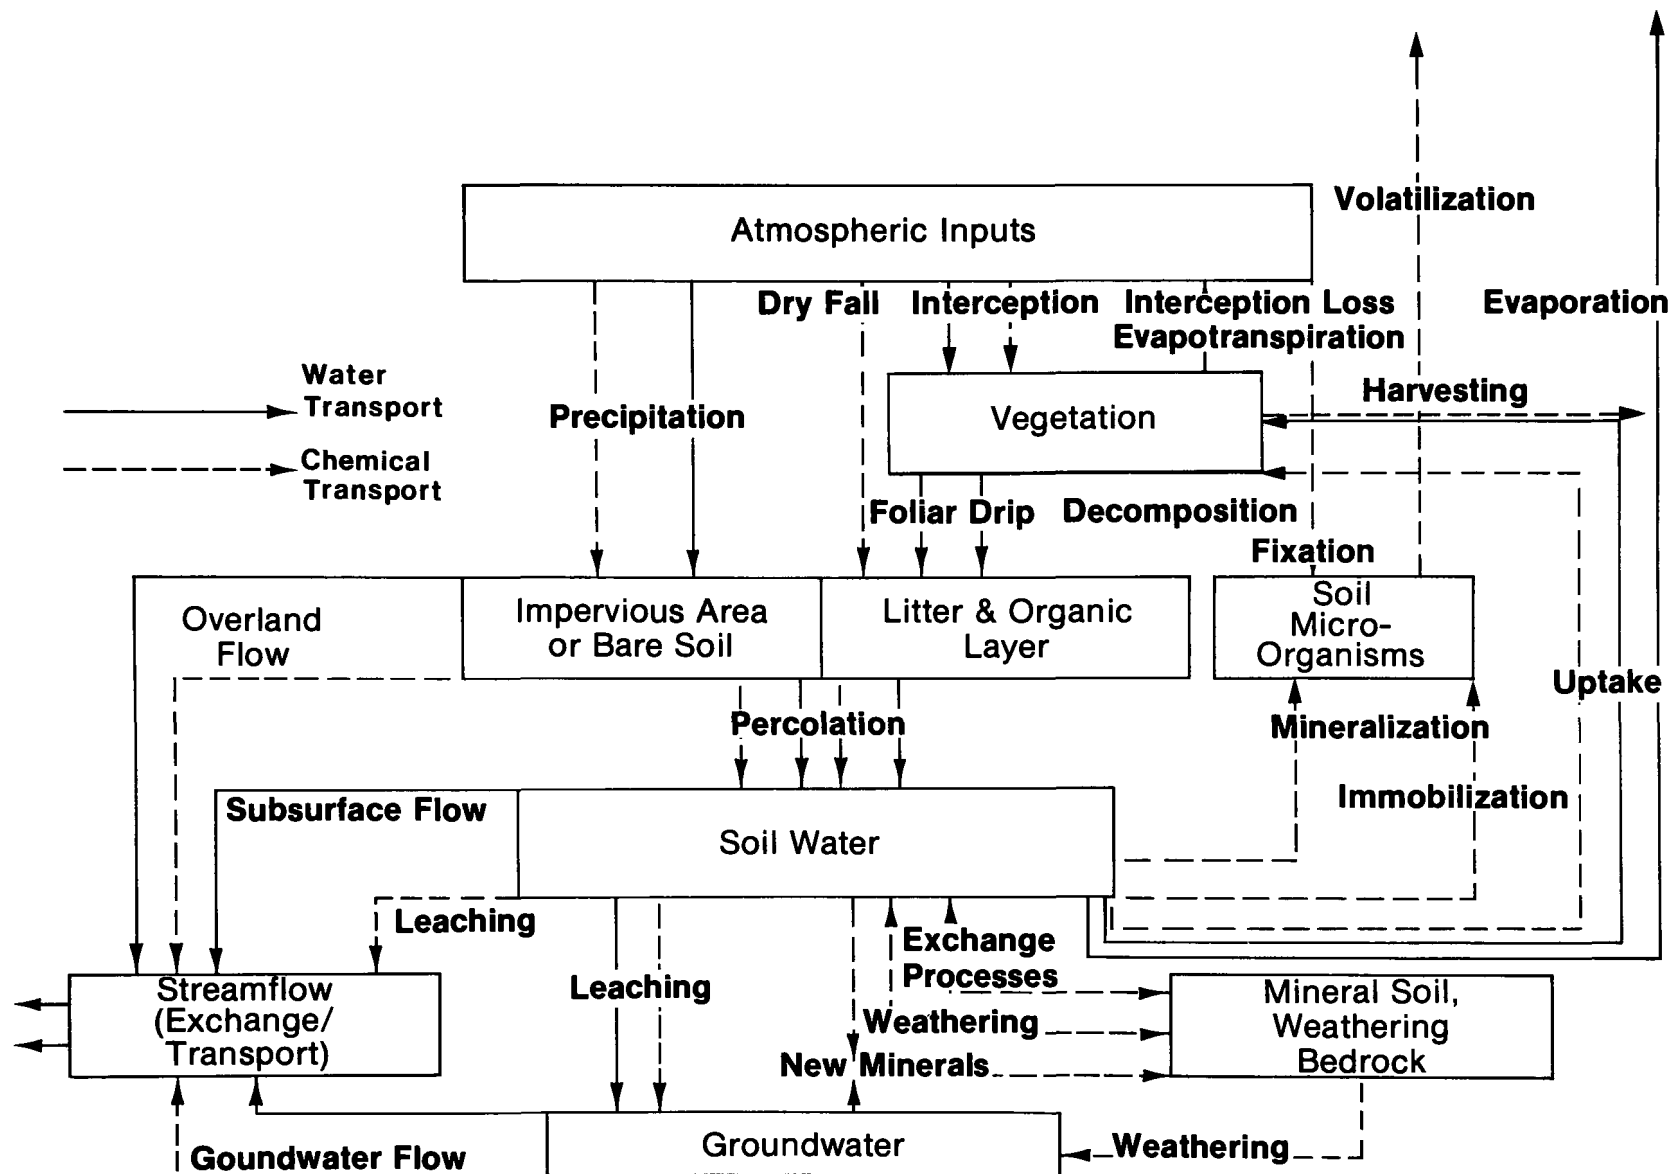 Volatilization
Atmospheric Inputs
Dry Fall
Interception
Interception Loss
Evapotranspiration
Evaporation
Water
Transport
Chemical
Transport
Precipitation
Vegetation
Harvesting
Foliar Drip
Decomposition
Fixation
Overland
Flow
Impervious Area
or Bare Soil
Litter & Organic
Layer
Soil
Micro-
Organisms
Uptake
Percolation
Mineralization
Subsurface Flow
Immobilization
Soil Water
Leaching
Exchange
Processes
Leaching
Streamflow
(Exchange/
Transport)
Mineral Soil,
Weathering
Bedrock
Weathering
New Minerals
Groundwater
Weathering
Goundwater Flow